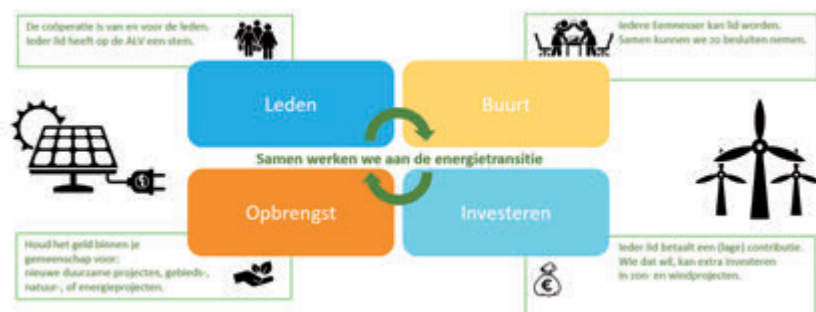 De coöperatie is van en voor de leden.
Ieder lid heeft op de ALV een stem.
Iedere Eemnesser kan lid worden.
Samen kunnen we zo besluiten nemen.
Leden
Buurt
Samen werken we aan de energietransitie
Opbrengst
Investeren
Houd het geld binnen je
gemeenschap voor:
nieuwe duurzame projecten, gebieds-,
natuur-, of energieprojecten.
Ieder lid betaalt een (lage) contributie.
Wie dat wil, kan extra investeren
in zon- en windprojecten.
€